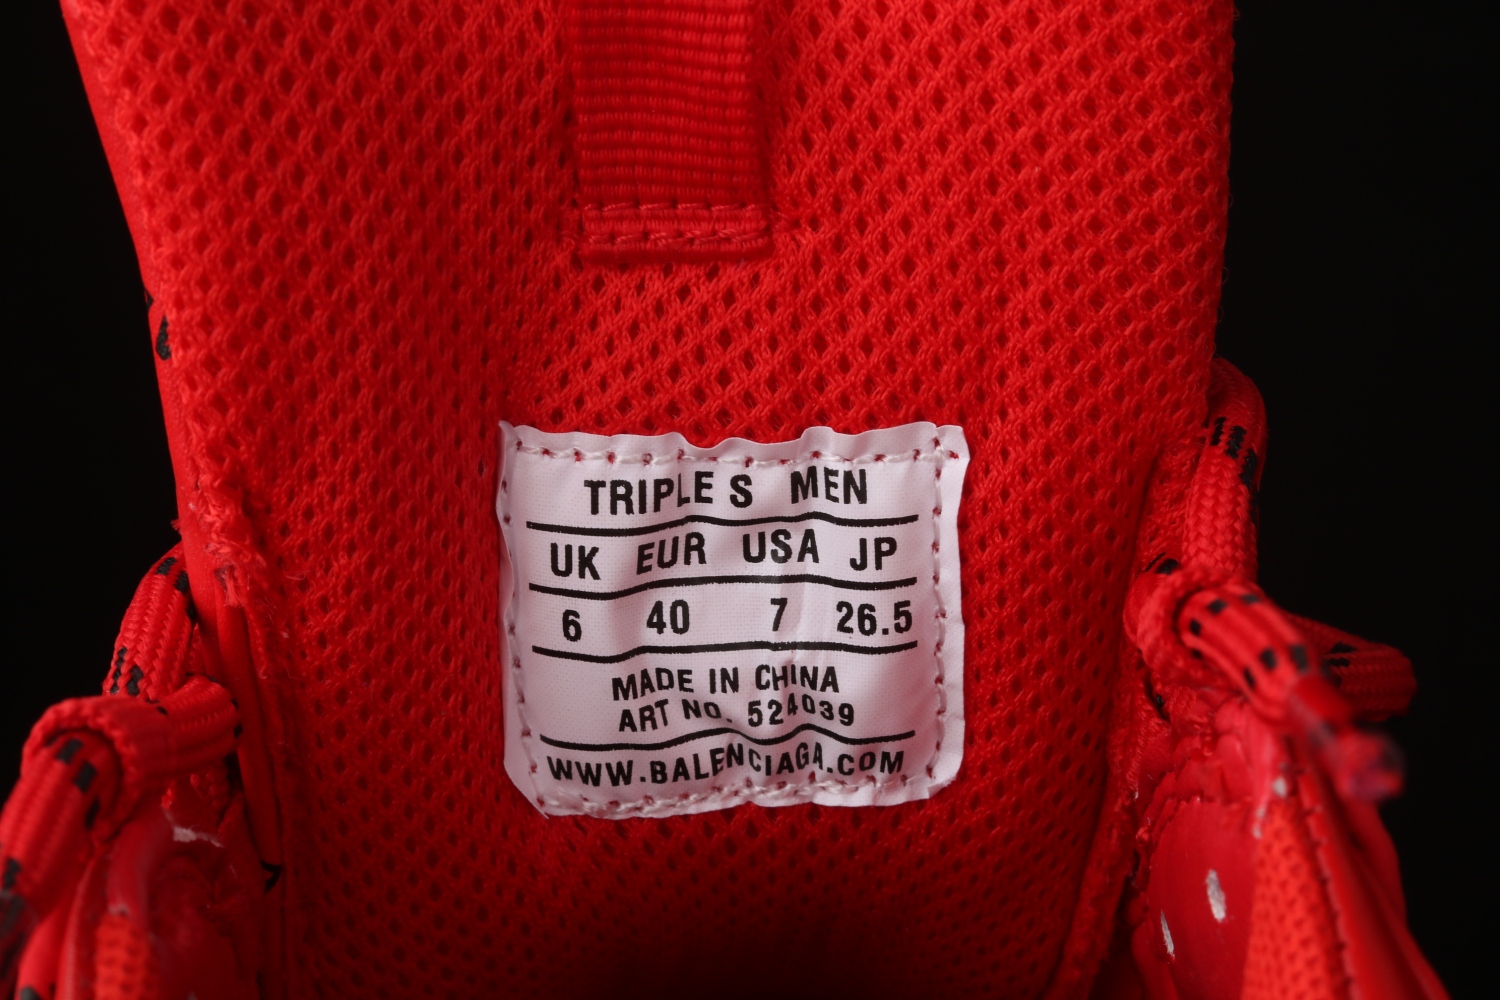 TRIPLE S MEN
UK EUR USA JP
6 40 7 26.5
MADE IN CHINA
ART NO. 524039
WWW.BALENCIAGA.COM